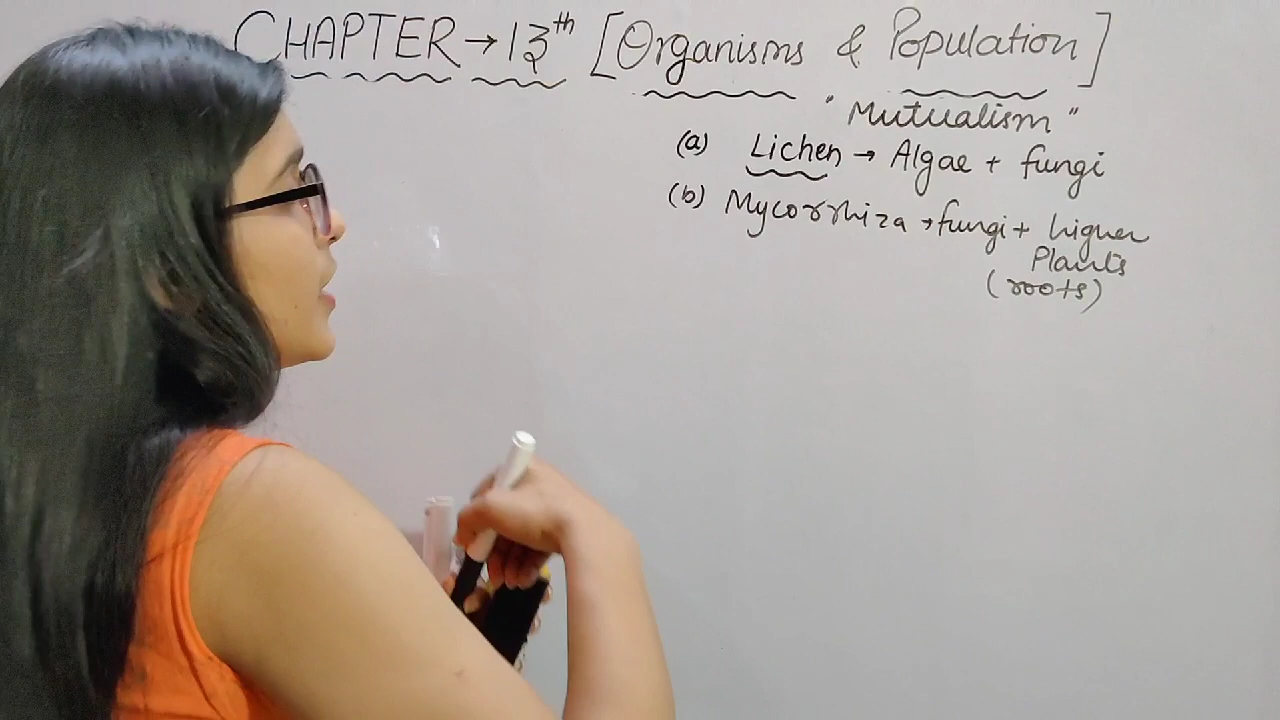 CHAPTER → 13th [Organisms & Population]
"Mutualism"
(a) Lichen → Algae + fungi
(b) Mycorrhiza → fungi + higher
Plants
(roots)